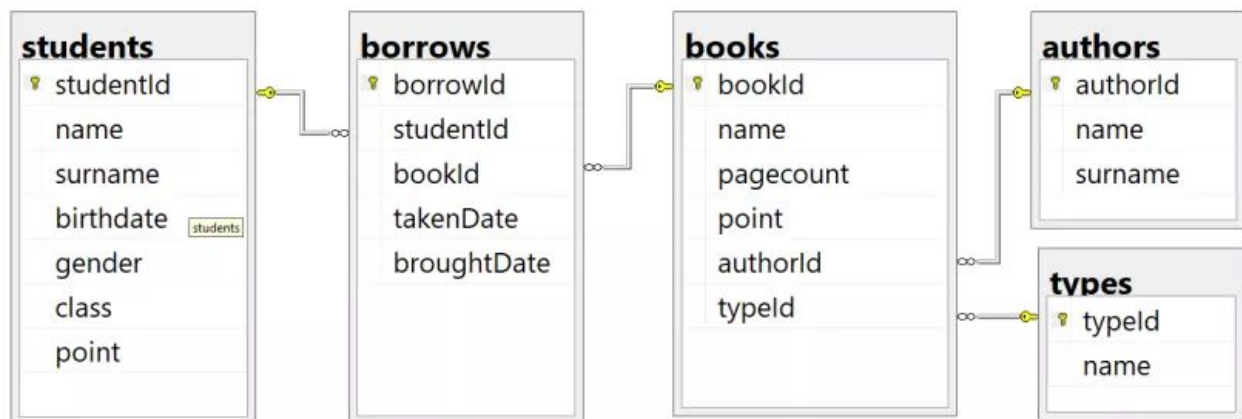 students
studentId
name
surname
birthdate
students
gender
class
point
borrows
borrowId
studentId
bookId
takenDate
broughtDate
books
bookId
name
pagecount
point
authorId
typeId
authors
authorId
name
surname
types
typeId
name